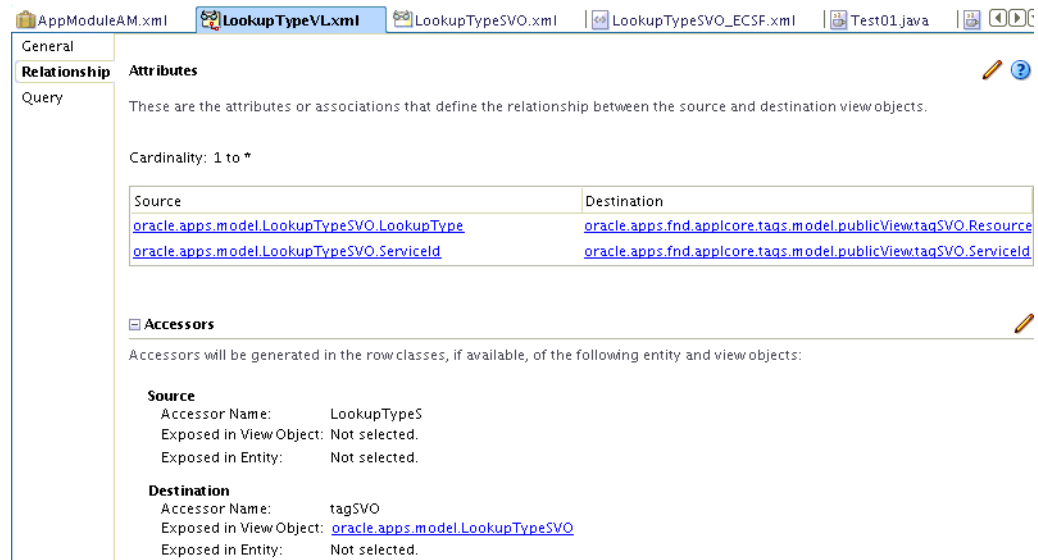 AppModuleAM.xml LookupTypeVL.xml LookupTypeSVO.xml LookupTypeSVO_ECSF.xml Test01.java
General
Relationship Attributes
Query
These are the attributes or associations that define the relationship between the source and destination view objects.
Cardinality: 1 to *
Source Destination
oracle.apps.model.LookupTypeSVO.LookupType oracle.apps.fnd.applcore.tags.model.publicView.tagSVO.Resource
oracle.apps.model.LookupTypeSVO.ServiceId oracle.apps.fnd.applcore.tags.model.publicView.tagSVO.ServiceId
Accessors
Accessors will be generated in the row classes, if available, of the following entity and view objects:
Source
Accessor Name: LookupTypeS
Exposed in View Object: Not selected.
Exposed in Entity: Not selected.
Destination
Accessor Name: tagSVO
Exposed in View Object: oracle.apps.model.LookupTypeSVO
Exposed in Entity: Not selected.